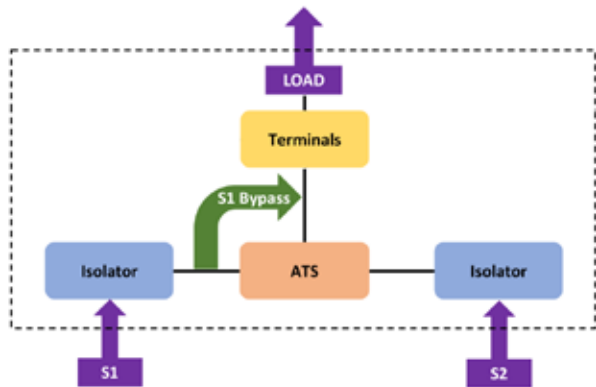 LOAD
Terminals
S1 Bypass
Isolator
ATS
Isolator
S1
S2